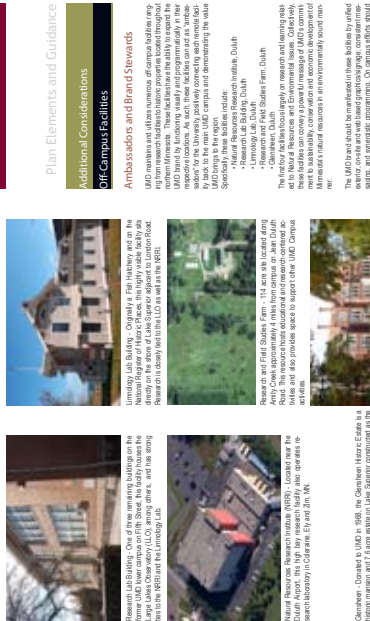 Plan Elements and Guidance
Additional Considerations
Off-Campus Facilities
Ambassadors and Brand Stewards
UMD maintains and utilizes numerous off-campus facilities rang-
ing from research fields to historic properties located throughout
northern Minnesota. These facilities have the ability to expand the
UMD brand by functioning visually and programmatically in their
respective locations. As such, these facilities can act as "ambas-
sadors" for the University, positively connecting each remote facil-
ity back to the main UMD campus and demonstrating the value
UMD brings to the region.
Specifically, these facilities include:
• Natural Resources Research Institute, Duluth
• Research Lab Building, Duluth
• Limnology Lab, Duluth
• Research and Field Studies Farm, Duluth
• Glensheen, Duluth
The first four facilities focus largely on research and learning relat-
ed to Natural Resources and Environmental Issues. Collectively,
these facilities can convey a powerful message of UMD's commit-
ment to sustainability, conservation and economic development of
Minnesota's natural resources in an environmentally sound man-
ner.
The UMD brand should be manifested in these facilities by unified
exterior, on-site and web graphics/signage, consistent mes-
saging, and synergistic programming. On campus efforts should
Limnology Lab Building - Originally a Fish Hatchery and on the
National Register of Historic Places, this highly visible facility sits
directly on the shore of Lake Superior adjacent to London Road.
Research is closely tied to the LLO as well as the NRRI.
Research and Field Studies Farm - 114 acre site located along
Amity Creek approximately 4 miles from campus on Jean Duluth
Road. This resource hosts educational and research-centered ac-
tivities and also provides space to support other UMD Campus
activities.
Research Lab Building - One of three remaining buildings on the
former UMD lower campus on Fifth Street, this facility houses the
Large Lakes Observatory (LLO), among others, and has strong
ties to the NRRI and the Limnology Lab.
Natural Resources Research Institute (NRRI) - Located near the
Duluth Airport, this high bay research facility also operates re-
search laboratory in Coleraine, Ely and Zim, MN.
Glensheen - Donated to UMD in 1968, the Glensheen Historic Estate is a
historic mansion and 7.6 acre estate on Lake Superior constructed as the